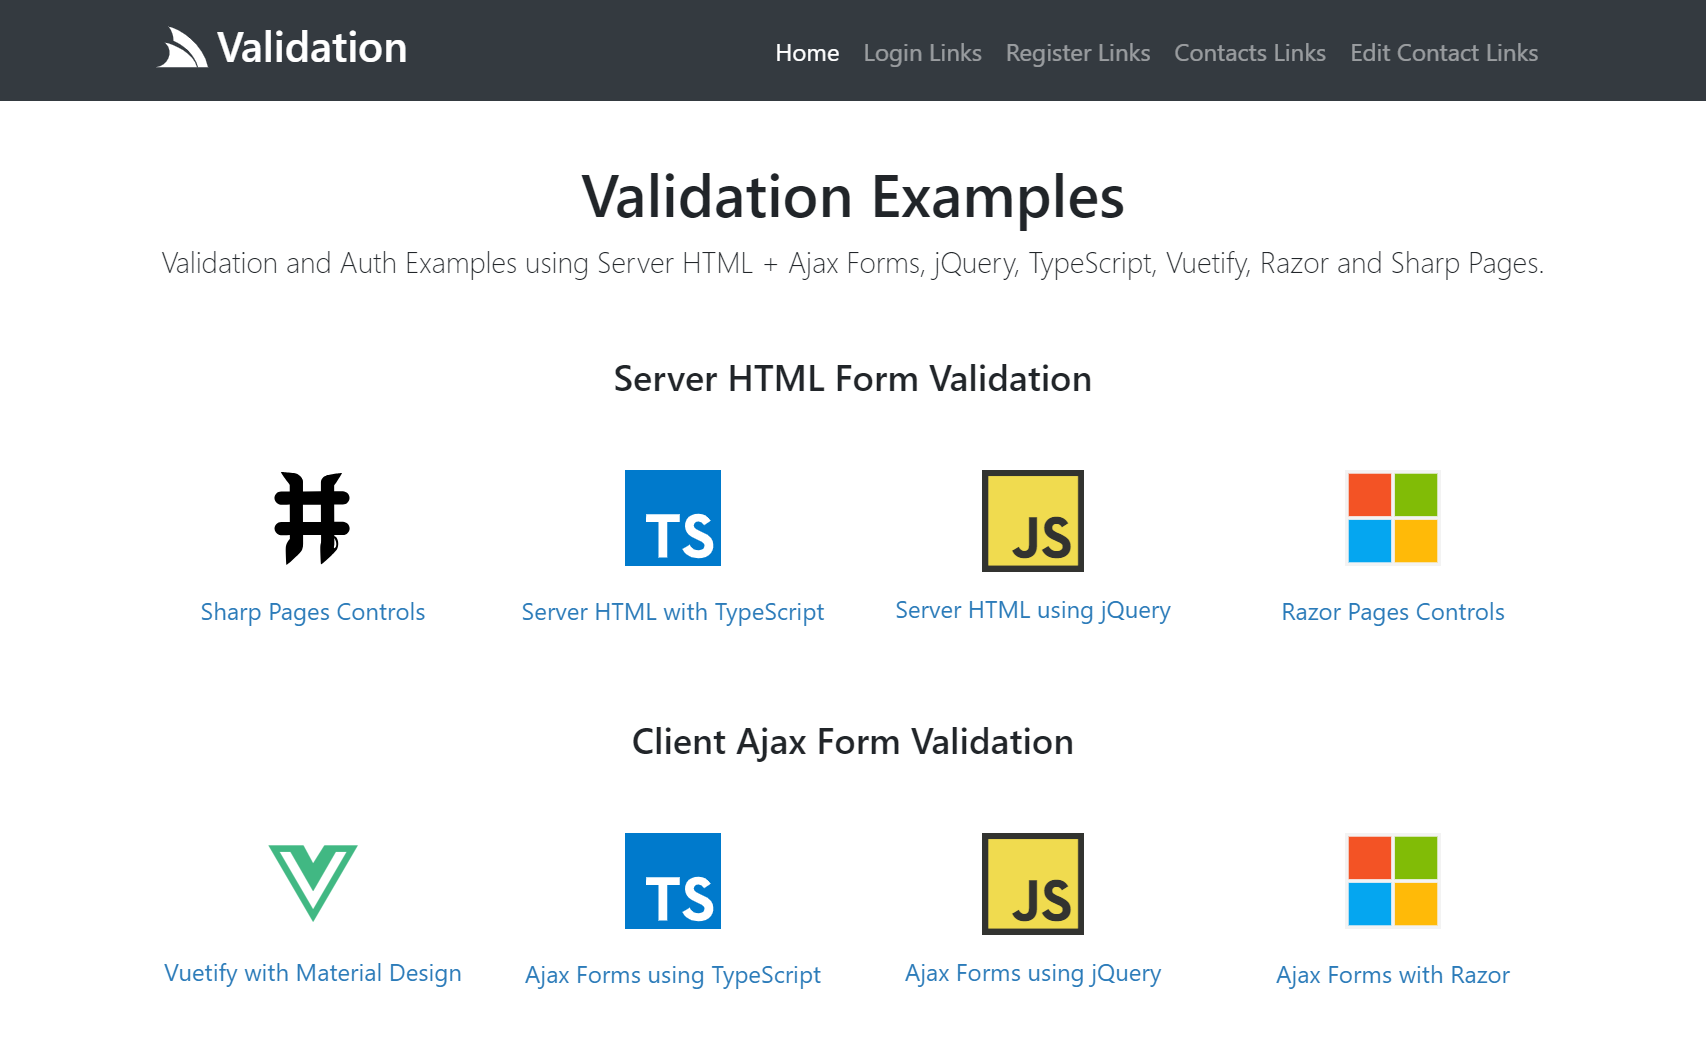 Validation
Home Login Links Register Links Contacts Links Edit Contact Links
Validation Examples
Validation and Auth Examples using Server HTML + Ajax Forms, jQuery, TypeScript, Vuetify, Razor and Sharp Pages.
Server HTML Form Validation
TS JS
Sharp Pages Controls Server HTML with TypeScript Server HTML using jQuery Razor Pages Controls
Client Ajax Form Validation
TS JS
Vuetify with Material Design Ajax Forms using TypeScript Ajax Forms using jQuery Ajax Forms with Razor